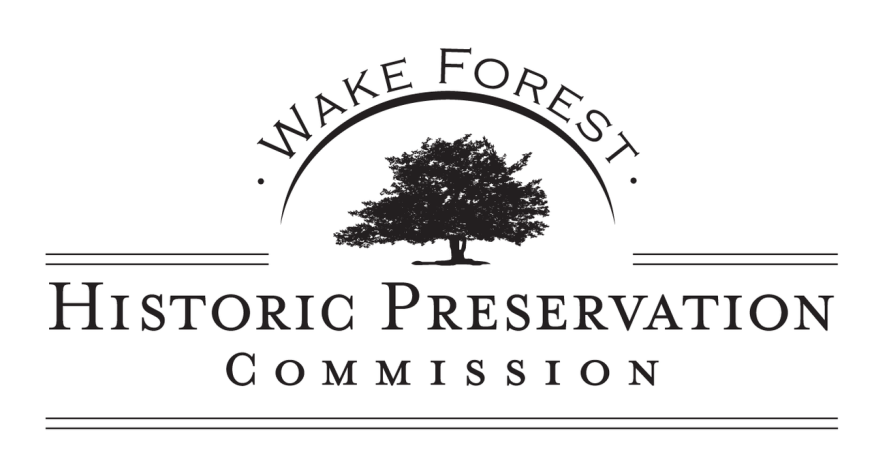 · WAKE FOREST ·
HISTORIC PRESERVATION
COMMISSION